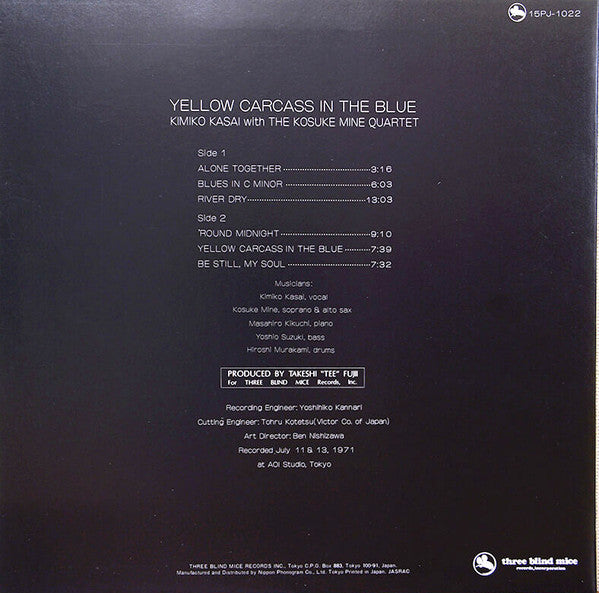 15PJ-1022
YELLOW CARCASS IN THE BLUE
KIMIKO KASAI with THE KOSUKE MINE QUARTET
Side 1
ALONE TOGETHER 3:16
BLUES IN C MINOR 6:03
RIVER DRY 13:03
Side 2
'ROUND MIDNIGHT 9:10
YELLOW CARCASS IN THE BLUE 7:39
BE STILL, MY SOUL 7:32
Musicians:
Kimiko Kasai, vocal
Kosuke Mine, soprano & alto sax
Masahiro Kikuchi, piano
Yoshio Suzuki, bass
Hiroshi Murakami, drums
PRODUCED BY TAKESHI "TEE" FUJII
For THREE BLIND MICE Records, Inc.
Recording Engineer: Yoshihiko Kannari
Cutting Engineer: Tohru Kotetsu(Victor Co. of Japan)
Art Director: Ben Nishizawa
Recorded July 11 & 13, 1971
at AOI Studio, Tokyo
THREE BLIND MICE RECORDS INC., Tokyo C.P.O. Box 883, Tokyo 100-91, Japan.
Manufactured and Distributed by Nippon Phonogram Co., Ltd. Tokyo Printed in Japan. JASRAC.
three blind mice
records, incorporation